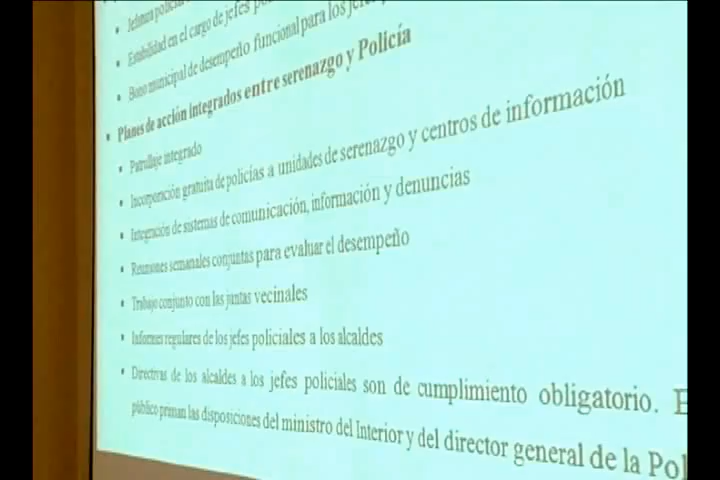 Jefatura policial
Estabilidad en el cargo de jefes
Bono municipal de desempeño funcional para los jefes
Planes de acción integrados entre serenazgo y Policía
Patrullaje integrado
Incorporación gratuita de policías a unidades de serenazgo y centros de información
Integración de sistemas de comunicación, información y denuncias
Reuniones semanales conjuntas para evaluar el desempeño
Trabajo conjunto con las juntas vecinales
Informes regulares de los jefes policiales a los alcaldes
Directivas de los alcaldes a los jefes policiales son de cumplimiento obligatorio. E
público priman las disposiciones del ministro del Interior y del director general de la Pol